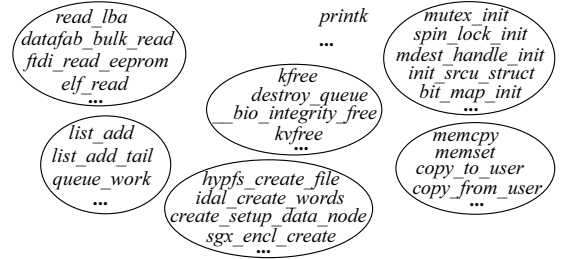 read_lba
datafab_bulk_read
ftdi_read_eeprom
elf_read
...
printk
...
mutex_init
spin_lock_init
mdest_handle_init
init_srcu_struct
bit_map_init
...
kfree
destroy_queue
__bio_integrity_free
kvfree
...
list_add
list_add_tail
queue_work
...
memcpy
memset
copy_to_user
copy_from_user
...
hypfs_create_file
idal_create_words
create_setup_data_node
sgx_encl_create
...